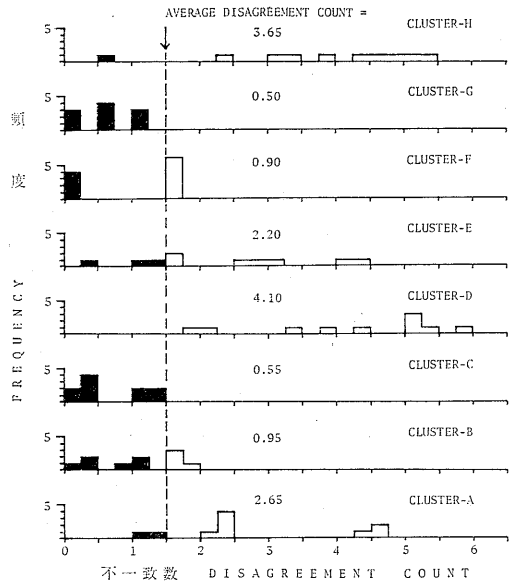 AVERAGE DISAGREEMENT COUNT =
5 3.65 CLUSTER-H
5 0.50 CLUSTER-G
5 0.90 CLUSTER-F
5 2.20 CLUSTER-E
5 4.10 CLUSTER-D
5 0.55 CLUSTER-C
5 0.95 CLUSTER-B
5 2.65 CLUSTER-A
0 1 2 3 4 5 6
不一致数 DISAGREEMENT COUNT
頻度 FREQUENCY